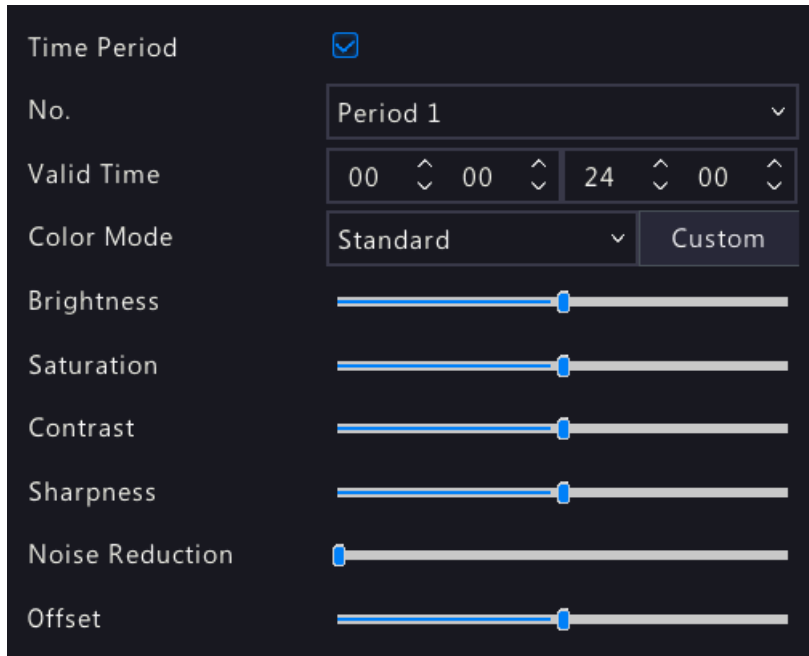 Time Period
No. Period 1
Valid Time 00 00 24 00
Color Mode Standard Custom
Brightness
Saturation
Contrast
Sharpness
Noise Reduction
Offset